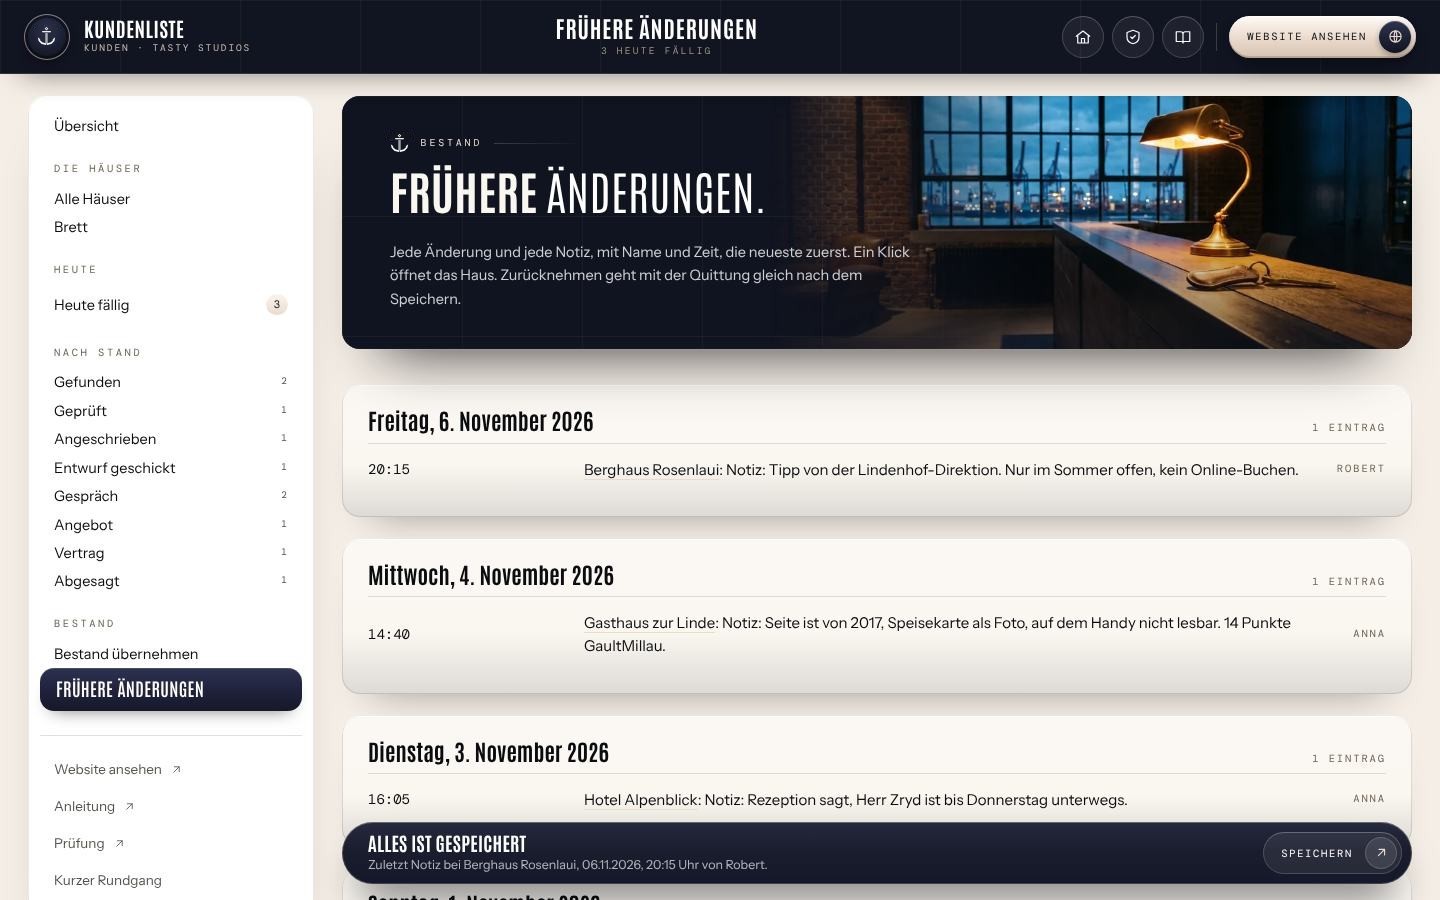 KUNDENLISTE
KUNDEN · TASTY STUDIOS
FRÜHERE ÄNDERUNGEN
3 HEUTE FÄLLIG
WEBSITE ANSEHEN
Übersicht
DIE HÄUSER
Alle Häuser
Brett
HEUTE
Heute fällig 3
NACH STAND
Gefunden 2
Geprüft 1
Angeschrieben 1
Entwurf geschickt 1
Gespräch 2
Angebot 1
Vertrag 1
Abgesagt 1
BESTAND
Bestand übernehmen
FRÜHERE ÄNDERUNGEN
Website ansehen
Anleitung
Prüfung
Kurzer Rundgang
BESTAND
FRÜHERE ÄNDERUNGEN.
Jede Änderung und jede Notiz, mit Name und Zeit, die neueste zuerst. Ein Klick
öffnet das Haus. Zurücknehmen geht mit der Quittung gleich nach dem
Speichern.
Freitag, 6. November 2026
1 EINTRAG
20:15
Berghaus Rosenlaui: Notiz: Tipp von der Lindenhof-Direktion. Nur im Sommer offen, kein Online-Buchen.
ROBERT
Mittwoch, 4. November 2026
1 EINTRAG
14:40
Gasthaus zur Linde: Notiz: Seite ist von 2017, Speisekarte als Foto, auf dem Handy nicht lesbar. 14 Punkte
GaultMillau.
ANNA
Dienstag, 3. November 2026
1 EINTRAG
16:05
Hotel Alpenblick: Notiz: Rezeption sagt, Herr Zryd ist bis Donnerstag unterwegs.
ANNA
ALLES IST GESPEICHERT
Zuletzt Notiz bei Berghaus Rosenlaui, 06.11.2026, 20:15 Uhr von Robert.
SPEICHERN